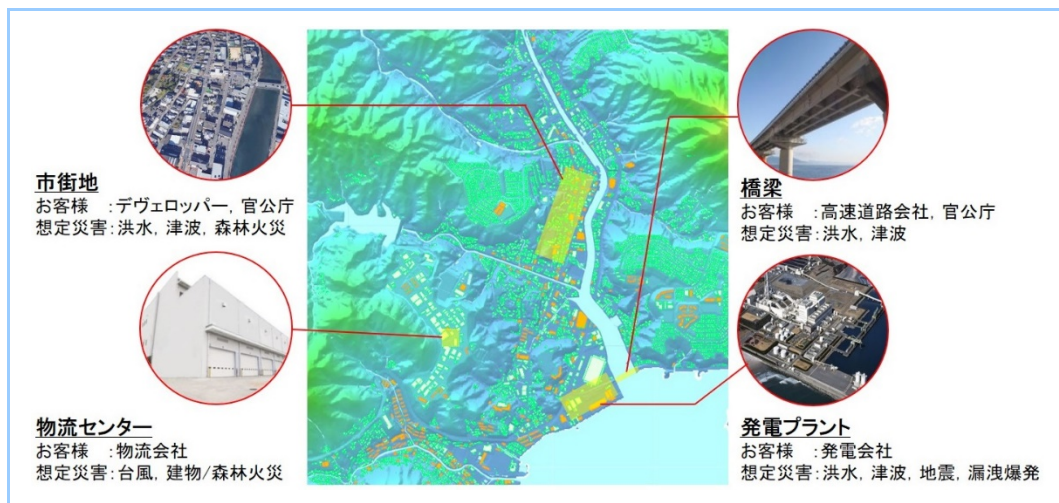 市街地
お客様　：デヴェロッパー, 官公庁
想定災害：洪水, 津波, 森林火災
橋梁
お客様　：高速道路会社, 官公庁
想定災害：洪水, 津波
物流センター
お客様　：物流会社
想定災害：台風, 建物/森林火災
発電プラント
お客様　：発電会社
想定災害：洪水, 津波, 地震, 漏洩爆発